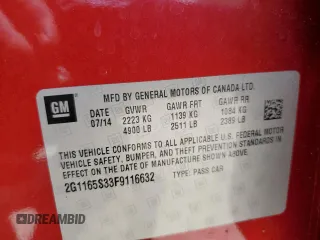 GM
MFD BY GENERAL MOTORS OF CANADA LTD.
DATE GVWR GAWR FRT GAWR RR
07/14 2223 KG 1139 KG 1084 KG
4900 LB 2511 LB 2389 LB
THIS VEHICLE CONFORMS TO ALL APPLICABLE U.S. FEDERAL MOTOR
VEHICLE SAFETY, BUMPER, AND THEFT PREVENTION STANDARDS IN
EFFECT ON THE DATE OF MANUFACTURE SHOWN ABOVE.
2G1165S33F9116632 TYPE: PASS CAR
DREAMBID